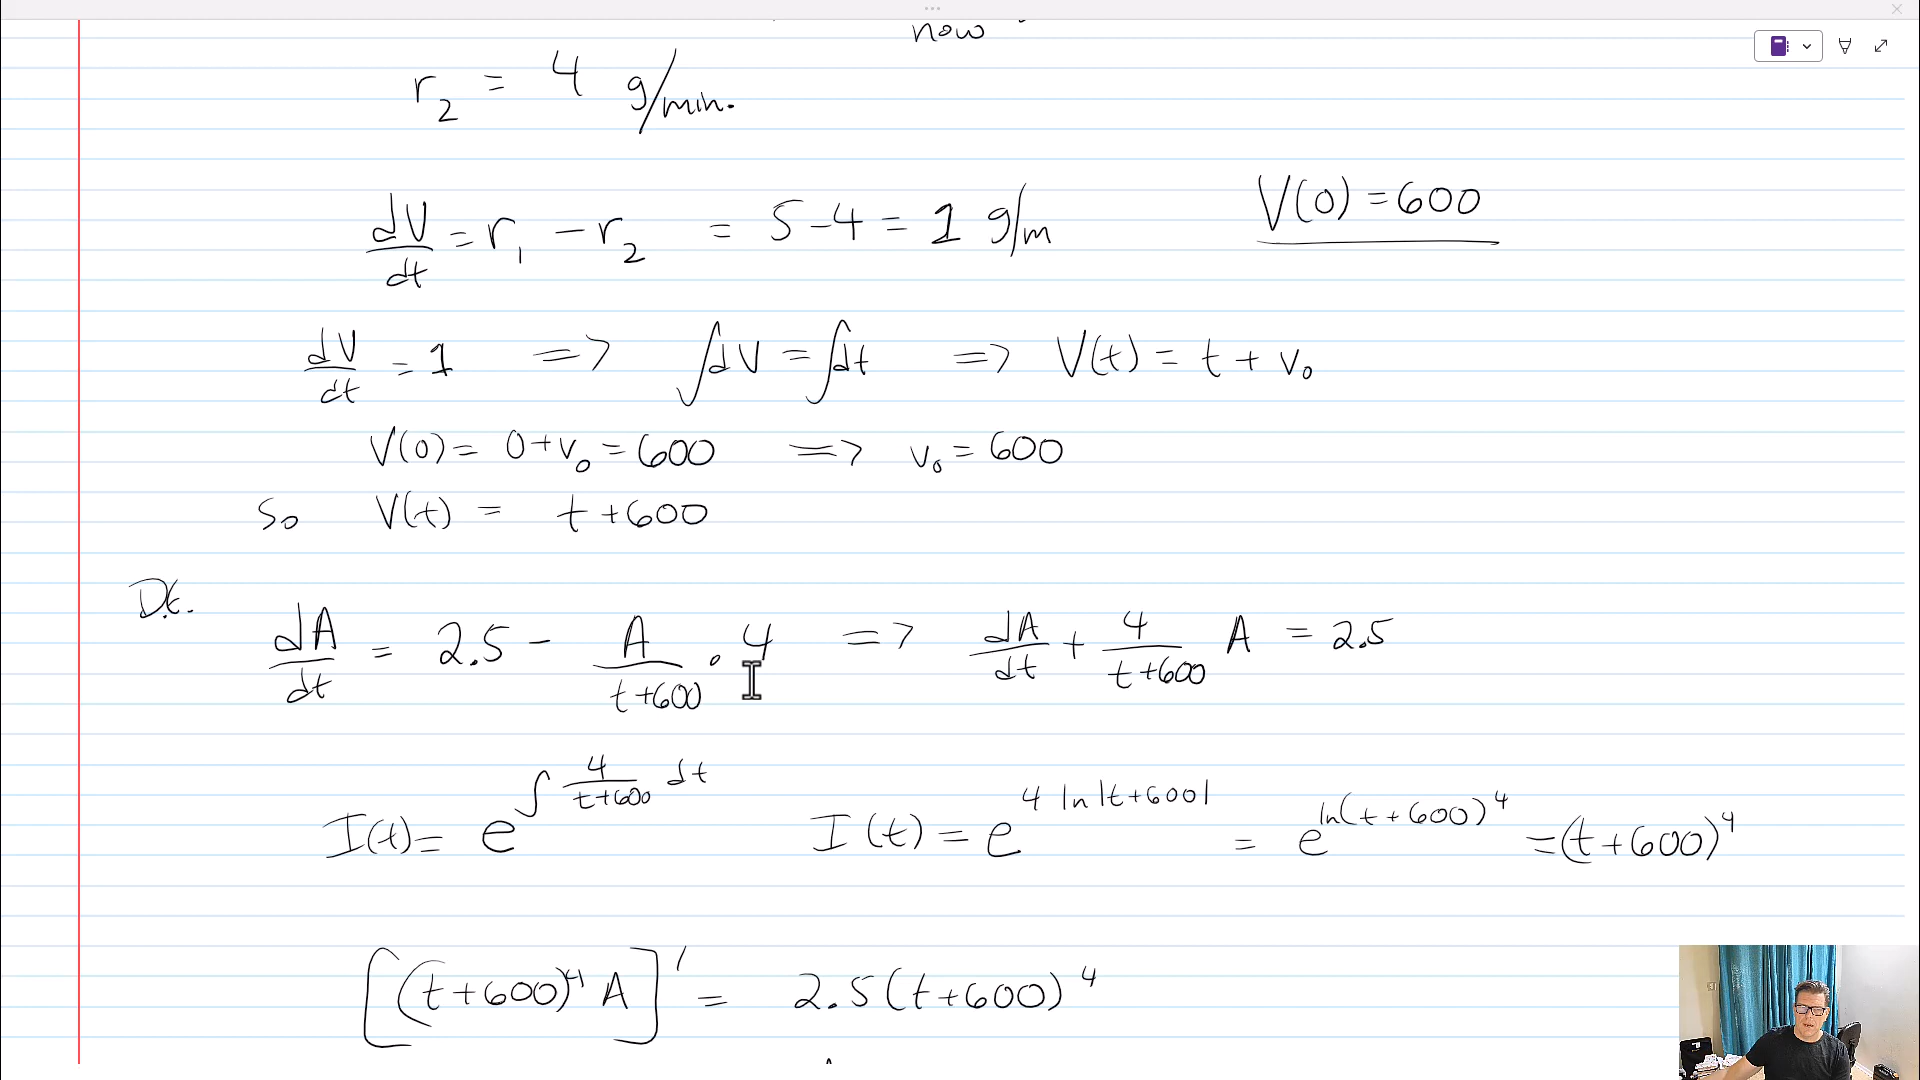 now
r₂ = 4 g/min.
dV/dt = r₁ - r₂ = 5-4 = 1 g/m V(0) = 600
dV/dt = 1 => ∫dV = ∫dt => V(t) = t + v₀
V(0) = 0+v₀ = 600 => v₀ = 600
So V(t) = t+600
D.E.
dA/dt = 2.5 - A/(t+600) · 4 => dA/dt + 4/(t+600) A = 2.5
I(t) = e^(∫ 4/(t+600) dt) I(t) = e^(4 ln|t+600|) = e^(ln(t+600)^4) = (t+600)^4
[(t+600)^4 A]' = 2.5(t+600)^4